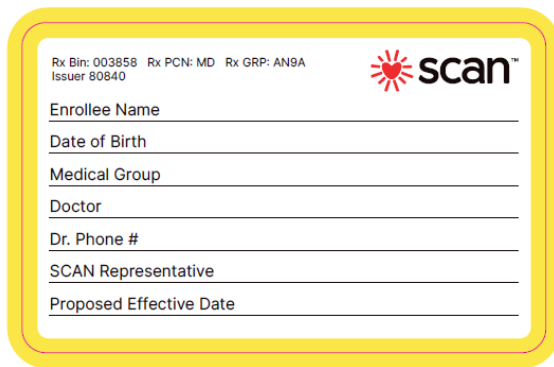 Rx Bin: 003858 Rx PCN: MD Rx GRP: AN9A
Issuer 80840
scan™
Enrollee Name
Date of Birth
Medical Group
Doctor
Dr. Phone #
SCAN Representative
Proposed Effective Date